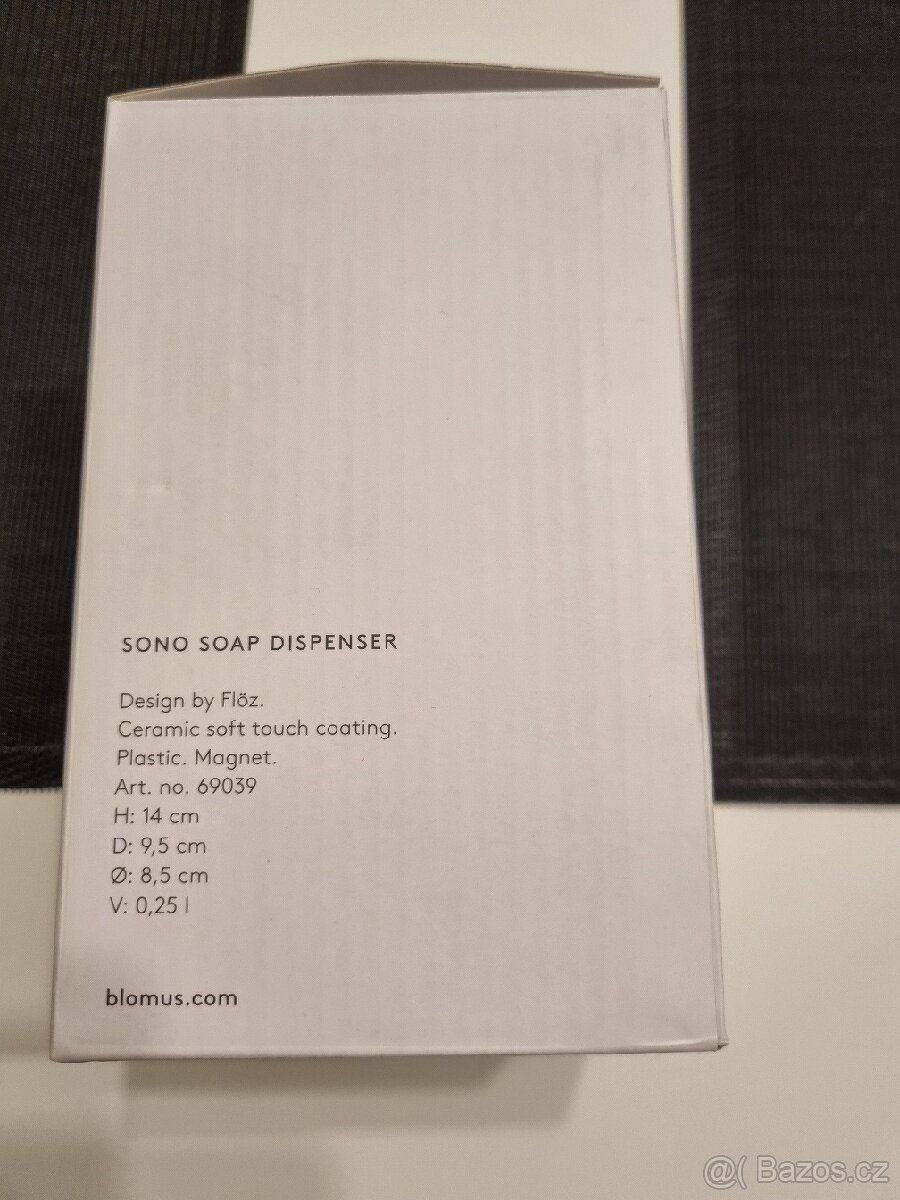 SONO SOAP DISPENSER
Design by Flöz.
Ceramic soft touch coating.
Plastic. Magnet.
Art. no. 69039
H: 14 cm
D: 9,5 cm
Ø: 8,5 cm
V: 0,25 l
blomus.com
@( Bazos.cz